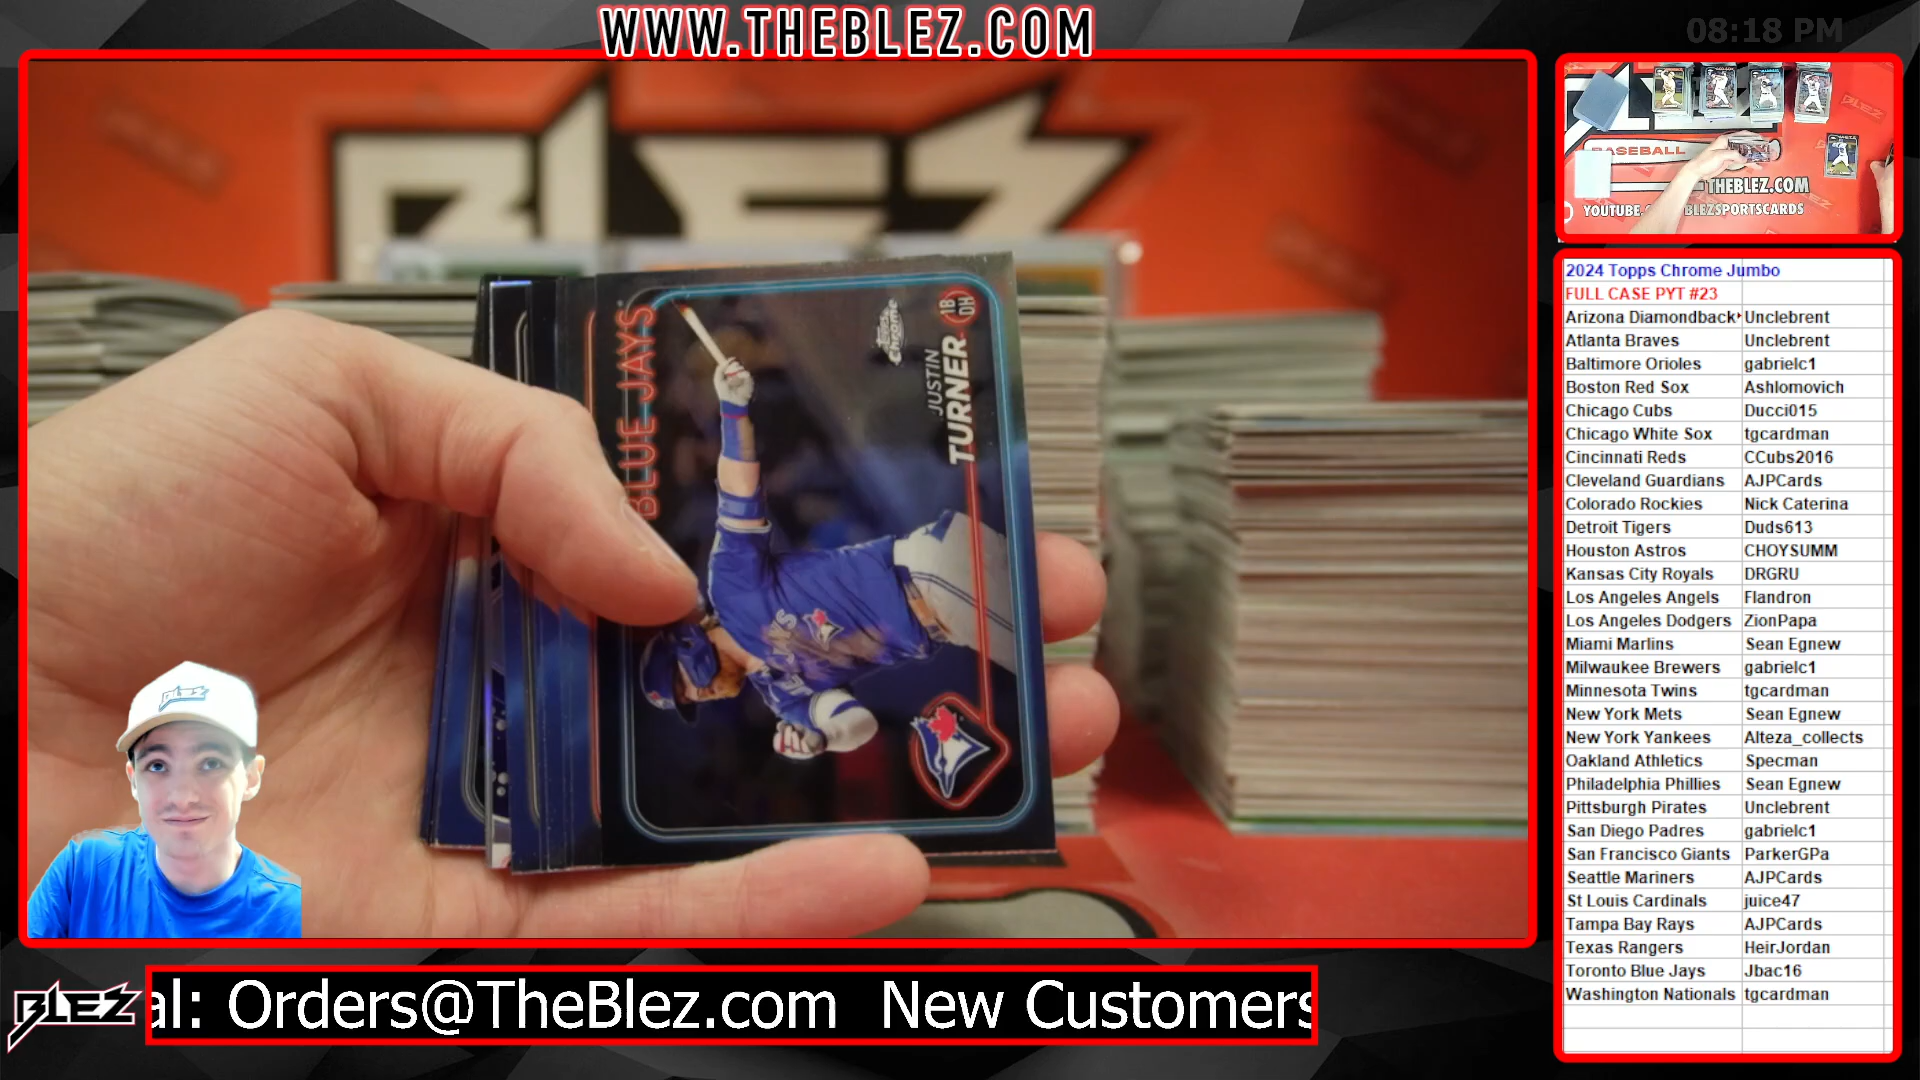 WWW.THEBLEZ.COM
08:18 PM
BLEZ
BLUE JAYS
Topps Chrome
1B DH
JUSTIN
TURNER
BASEBALL
THEBLEZ.COM
BLEZSPORTSCARDS
2024 Topps Chrome Jumbo
FULL CASE PYT #23
Arizona Diamondback Unclebrent
Atlanta Braves Unclebrent
Baltimore Orioles gabrielc1
Boston Red Sox Ashlomovich
Chicago Cubs Ducci015
Chicago White Sox tgcardman
Cincinnati Reds CCubs2016
Cleveland Guardians AJPCards
Colorado Rockies Nick Caterina
Detroit Tigers Duds613
Houston Astros CHOYSUMM
Kansas City Royals DRGRU
Los Angeles Angels Flandron
Los Angeles Dodgers ZionPapa
Miami Marlins Sean Egnew
Milwaukee Brewers gabrielc1
Minnesota Twins tgcardman
New York Mets Sean Egnew
New York Yankees Alteza_collects
Oakland Athletics Specman
Philadelphia Phillies Sean Egnew
Pittsburgh Pirates Unclebrent
San Diego Padres gabrielc1
San Francisco Giants ParkerGPa
Seattle Mariners AJPCards
St Louis Cardinals juice47
Tampa Bay Rays AJPCards
Texas Rangers HeirJordan
Toronto Blue Jays Jbac16
Washington Nationals tgcardman
BLEZ
al: Orders@TheBlez.com New Customers